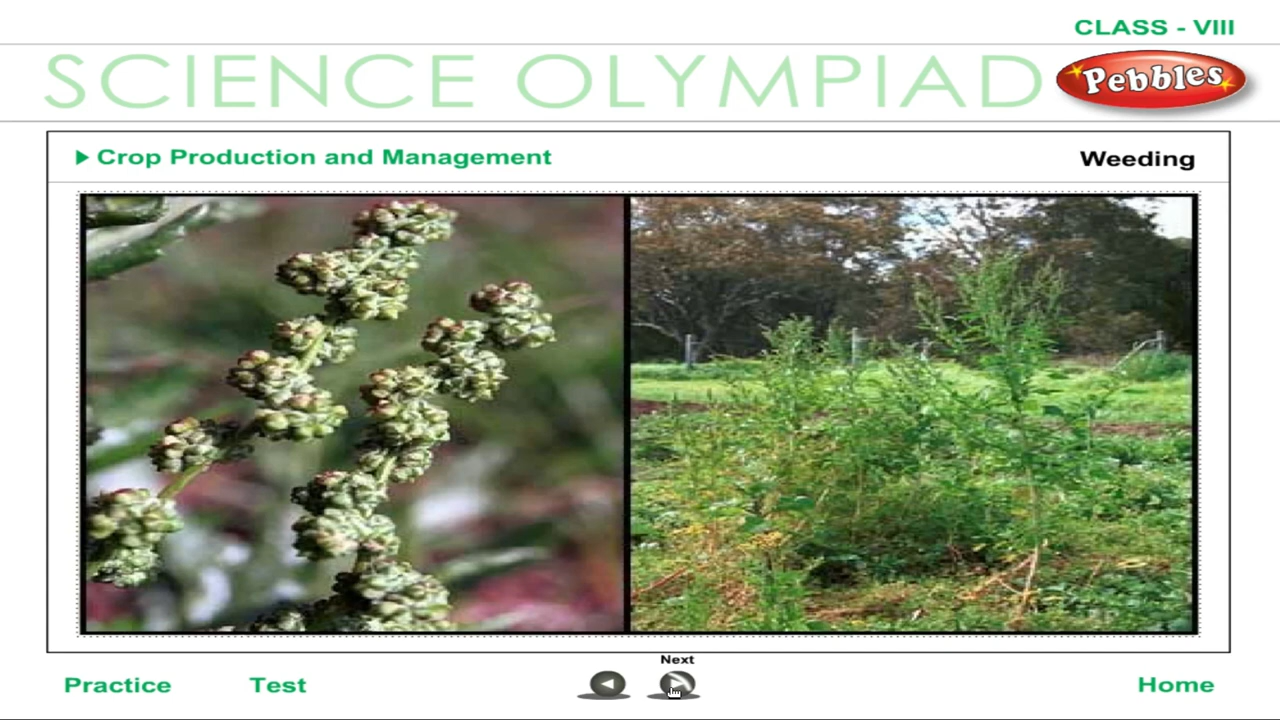 CLASS - VIII
SCIENCE OLYMPIAD
Pebbles
Crop Production and Management
Weeding
Next
Practice
Test
Home